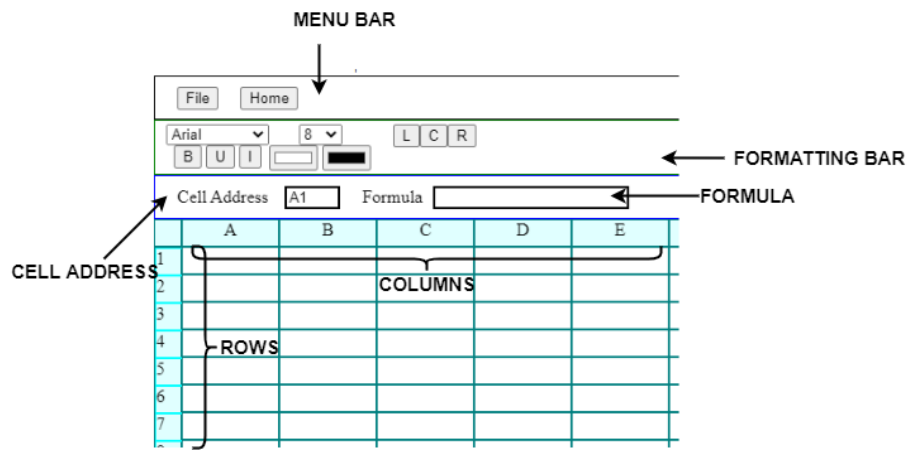 MENU BAR
File Home
Arial 8 L C R
B U I
FORMATTING BAR
Cell Address A1 Formula
FORMULA
A B C D E
1
CELL ADDRESS
2
COLUMNS
3
4
ROWS
5
6
7